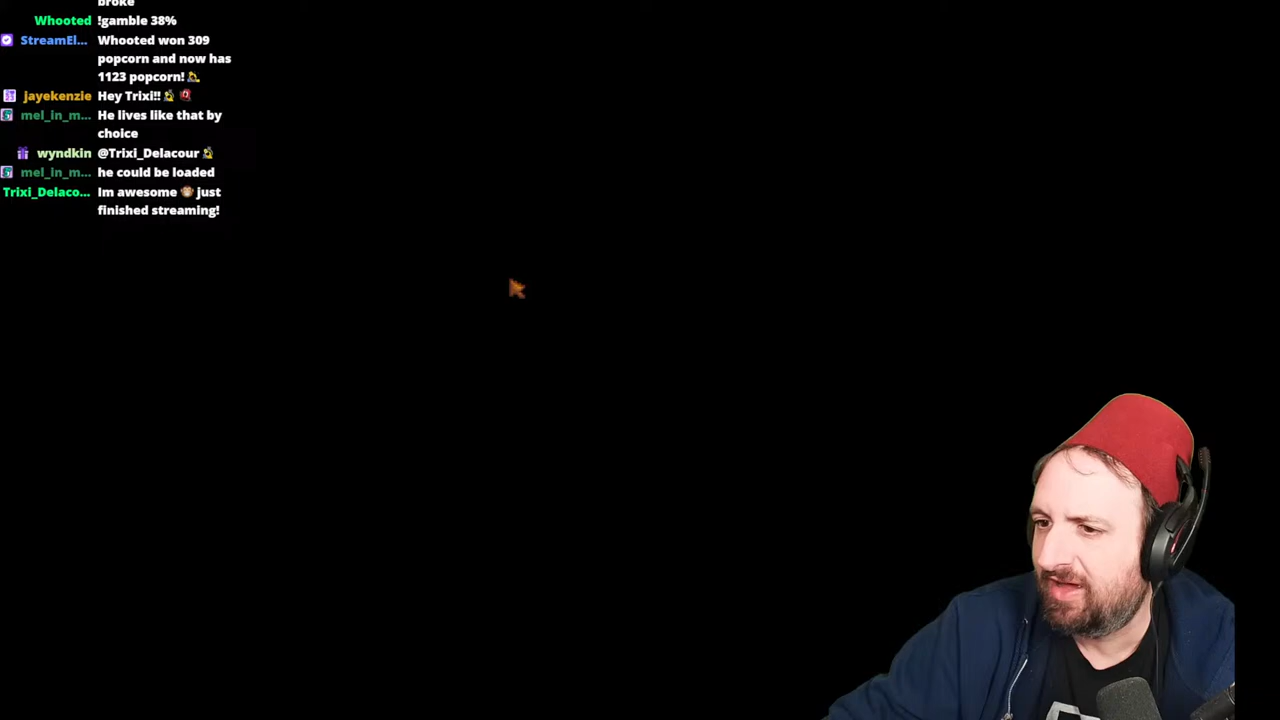 broke
Whooted !gamble 38%
StreamEl... Whooted won 309
popcorn and now has
1123 popcorn!
jayekenzie Hey Trixi!!
mel_in_m... He lives like that by
choice
wyndkin @Trixi_Delacour
mel_in_m... he could be loaded
Trixi_Delaco... Im awesome just
finished streaming!